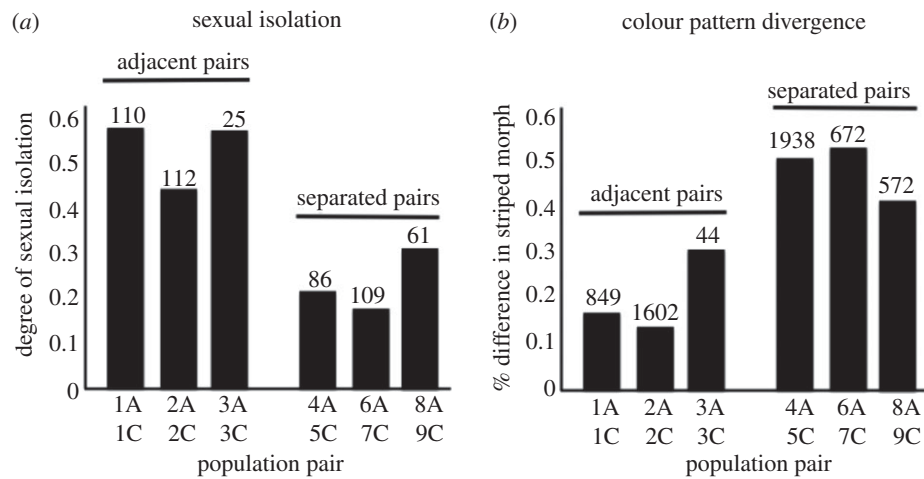 (a) sexual isolation
adjacent pairs
degree of sexual isolation
0.6
0.5
0.4
0.3
0.2
0.1
0
110
112
25
separated pairs
86
109
61
1A 2A 3A 4A 6A 8A
1C 2C 3C 5C 7C 9C
population pair
(b) colour pattern divergence
separated pairs
adjacent pairs
% difference in striped morph
0.6
0.5
0.4
0.3
0.2
0.1
0
849
1602
44
1938
672
572
1A 2A 3A 4A 6A 8A
1C 2C 3C 5C 7C 9C
population pair